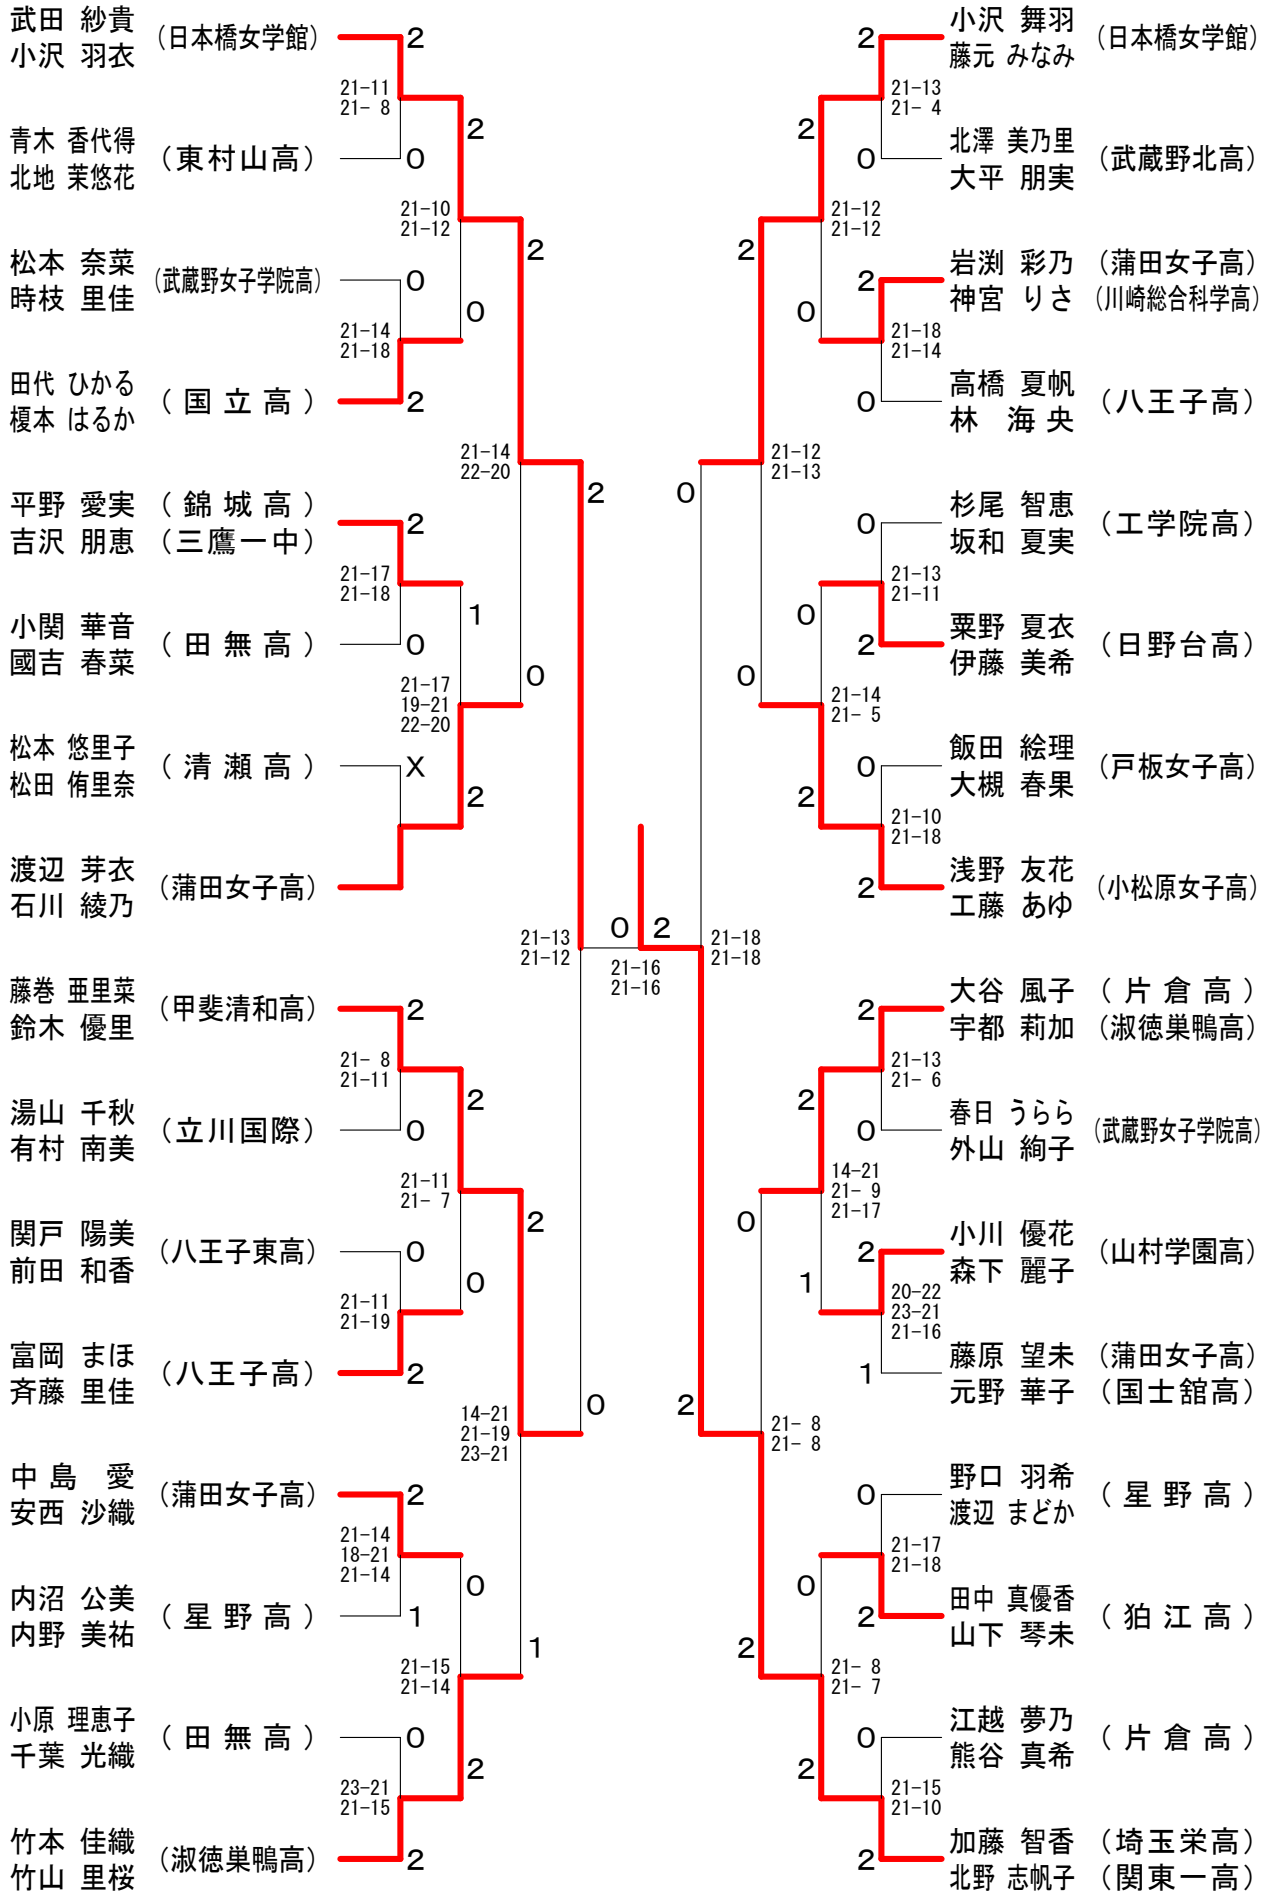 武田 紗貴
小沢 羽衣
(日本橋女学館)
2
21-11
21- 8
青木 香代得
北地 茉悠花
(東村山高)
0
2
21-10
21-12
松本 奈菜
時枝 里佳
(武蔵野女子学院高)
0
0
21-14
21-18
田代 ひかる
榎本 はるか
(国立高)
2
2
21-14
22-20
平野 愛実
吉沢 朋恵
(錦城高)
(三鷹一中)
2
21-17
21-18
小関 華音
國吉 春菜
(田無高)
0
1
21-17
19-21
22-20
0
松本 悠里子
松田 侑里奈
(清瀬高)
X
2
渡辺 芽衣
石川 綾乃
(蒲田女子高)
2
21-13
21-12
藤巻 亜里菜
鈴木 優里
(甲斐清和高)
2
21- 8
21-11
湯山 千秋
有村 南美
(立川国際)
0
2
21-11
21- 7
関戸 陽美
前田 和香
(八王子東高)
0
0
21-11
21-19
富岡 まほ
斉藤 里佳
(八王子高)
2
2
14-21
21-19
23-21
0
中島 愛
安西 沙織
(蒲田女子高)
2
21-14
18-21
21-14
内沼 公美
内野 美祐
(星野高)
1
0
21-15
21-14
1
小原 理恵子
千葉 光織
(田無高)
0
2
23-21
21-15
竹本 佳織
竹山 里桜
(淑徳巣鴨高)
2
0 2
21-16
21-16
小沢 舞羽
藤元 みなみ
(日本橋女学館)
2
21-13
21- 4
北澤 美乃里
大平 朋実
(武蔵野北高)
0
2
21-12
21-12
岩渕 彩乃
神宮 りさ
(蒲田女子高)
(川崎総合科学高)
2
0
21-18
21-14
高橋 夏帆
林 海央
(八王子高)
0
2
21-12
21-13
0
杉尾 智恵
坂和 夏実
(工学院高)
0
21-13
21-11
粟野 夏衣
伊藤 美希
(日野台高)
2
0
21-14
21- 5
0
飯田 絵理
大槻 春果
(戸板女子高)
0
2
21-10
21-18
浅野 友花
工藤 あゆ
(小松原女子高)
2
21-18
21-18
大谷 風子
宇都 莉加
(片倉高)
(淑徳巣鴨高)
2
21-13
21- 6
春日 うらら
外山 絢子
(武蔵野女子学院高)
0
2
14-21
21- 9
21-17
0
小川 優花
森下 麗子
(山村学園高)
2
1
20-22
23-21
21-16
藤原 望未
元野 華子
(蒲田女子高)
(国士舘高)
1
2
21- 8
21- 8
野口 羽希
渡辺 まどか
(星野高)
0
21-17
21-18
田中 真優香
山下 琴未
(狛江高)
2
0
21- 8
21- 7
2
江越 夢乃
熊谷 真希
(片倉高)
0
2
21-15
21-10
加藤 智香
北野 志帆子
(埼玉栄高)
(関東一高)
2